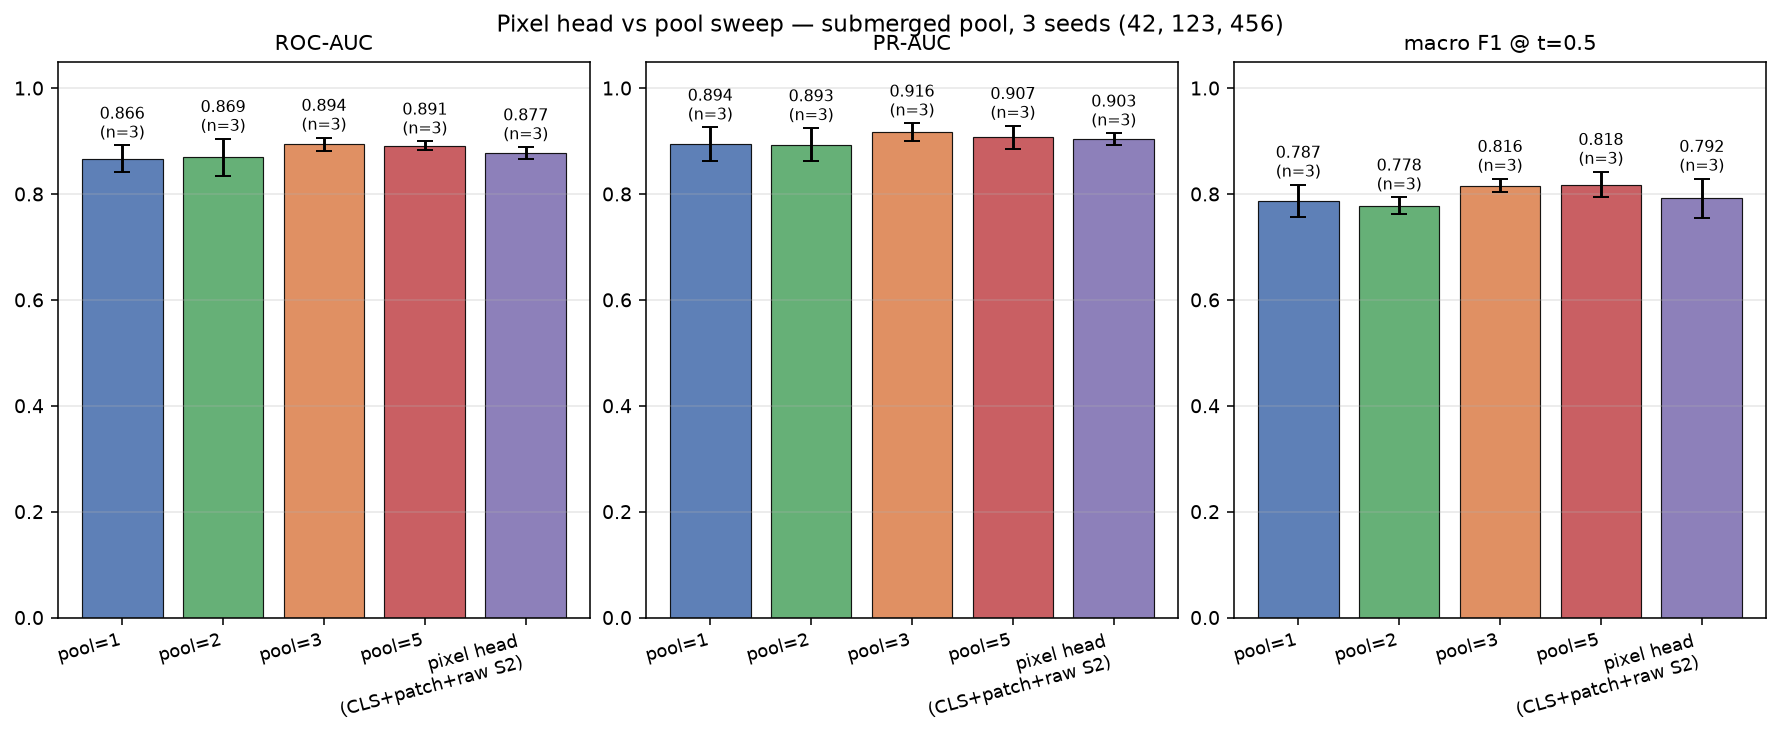 Pixel head vs pool sweep — submerged pool, 3 seeds (42, 123, 456)
ROC-AUC
1.0
0.8
0.6
0.4
0.2
0.0
0.866
(n=3)
0.869
(n=3)
0.894
(n=3)
0.891
(n=3)
0.877
(n=3)
pool=1
pool=2
pool=3
pool=5
pixel head
(CLS+patch+raw S2)
PR-AUC
1.0
0.8
0.6
0.4
0.2
0.0
0.894
(n=3)
0.893
(n=3)
0.916
(n=3)
0.907
(n=3)
0.903
(n=3)
pool=1
pool=2
pool=3
pool=5
pixel head
(CLS+patch+raw S2)
macro F1 @ t=0.5
1.0
0.8
0.6
0.4
0.2
0.0
0.787
(n=3)
0.778
(n=3)
0.816
(n=3)
0.818
(n=3)
0.792
(n=3)
pool=1
pool=2
pool=3
pool=5
pixel head
(CLS+patch+raw S2)